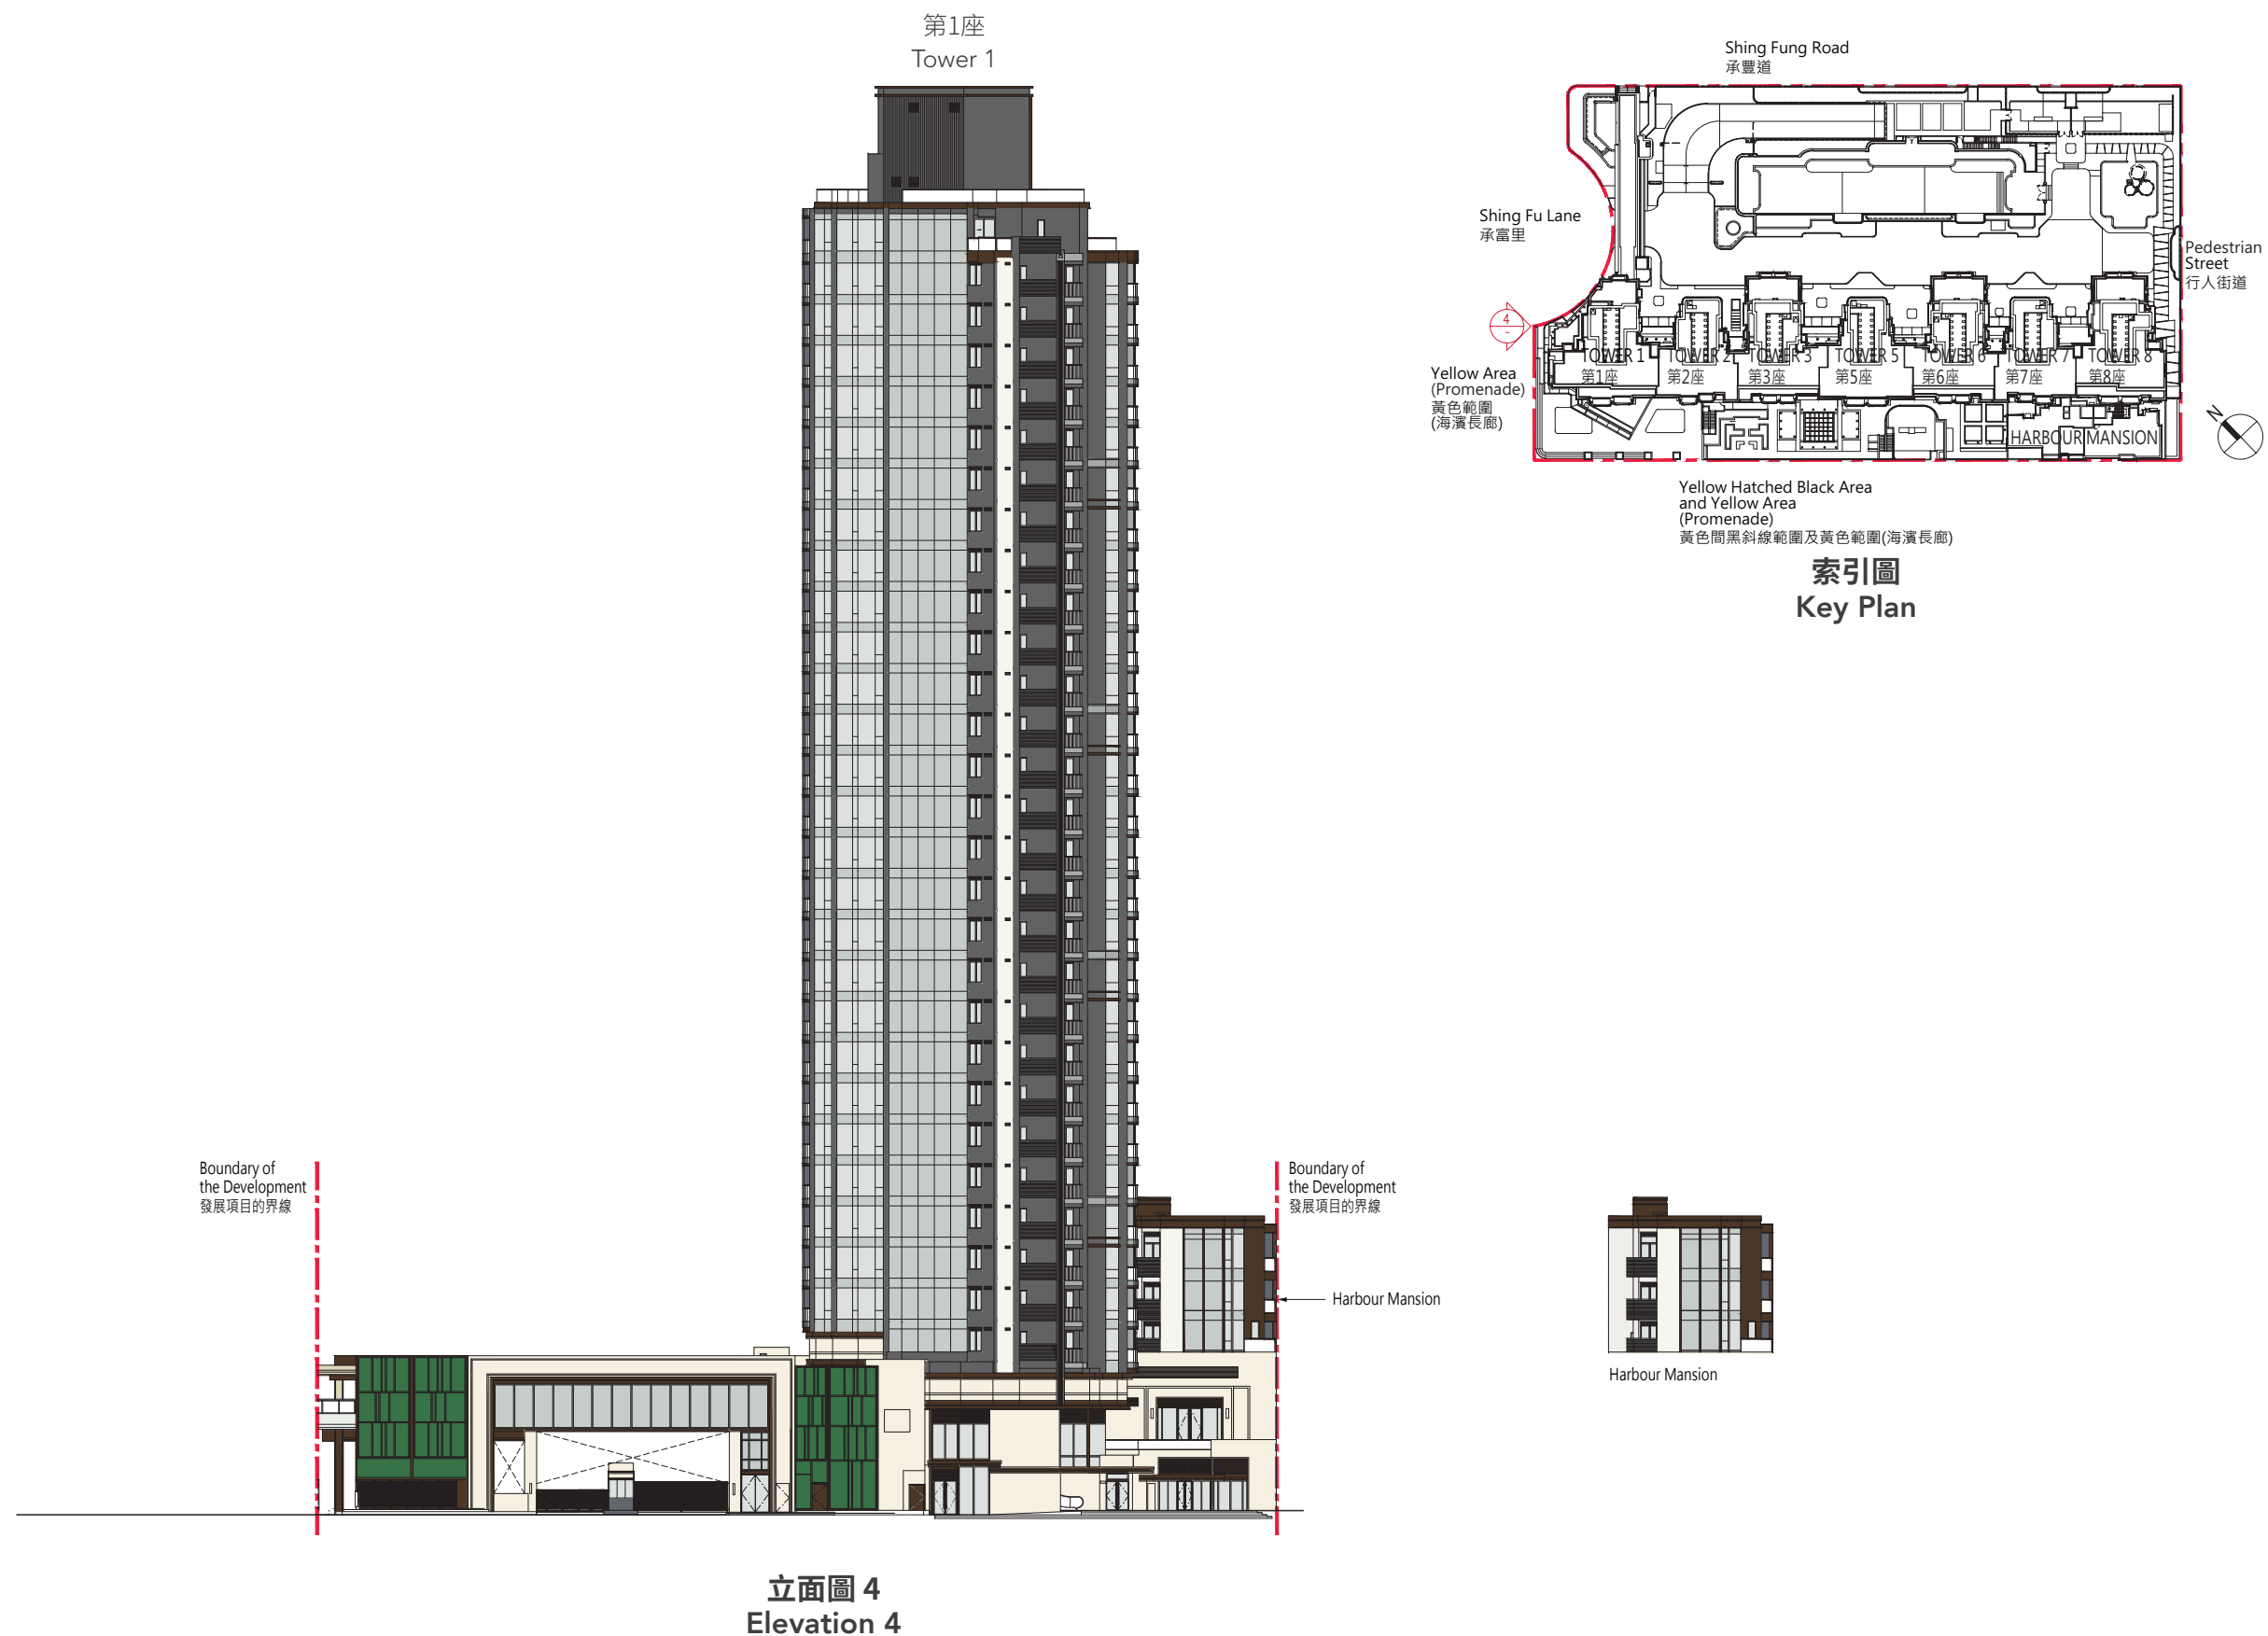 第1座
Tower 1
Shing Fung Road
承豐道
Shing Fu Lane
承富里
Pedestrian
Street
行人街道
4
-
TOWER 1
第1座
TOWER 2
第2座
TOWER 3
第3座
TOWER 5
第5座
TOWER 6
第6座
TOWER 7
第7座
TOWER 8
第8座
Yellow Area
(Promenade)
黃色範圍
(海濱長廊)
HARBOUR MANSION
N
Yellow Hatched Black Area
and Yellow Area
(Promenade)
黃色間黑斜線範圍及黃色範圍(海濱長廊)
索引圖
Key Plan
Boundary of
the Development
發展項目的界線
Boundary of
the Development
發展項目的界線
Harbour Mansion
Harbour Mansion
立面圖 4
Elevation 4